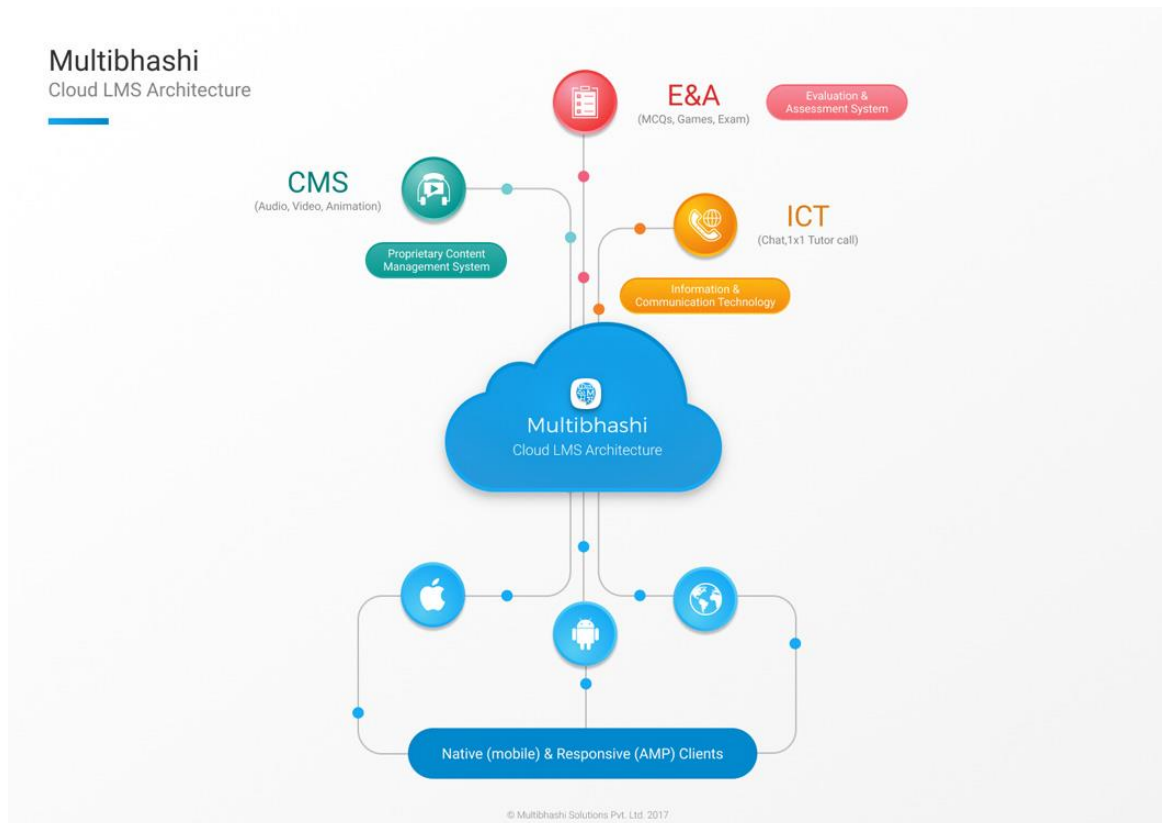 Multibhashi
Cloud LMS Architecture
E&A
(MCQs, Games, Exam)
Evaluation &
Assessment System
CMS
(Audio, Video, Animation)
Proprietary Content
Management System
ICT
(Chat,1x1 Tutor call)
Information &
Communication Technology
Multibhashi
Cloud LMS Architecture
Native (mobile) & Responsive (AMP) Clients
© Multibhashi Solutions Pvt. Ltd. 2017